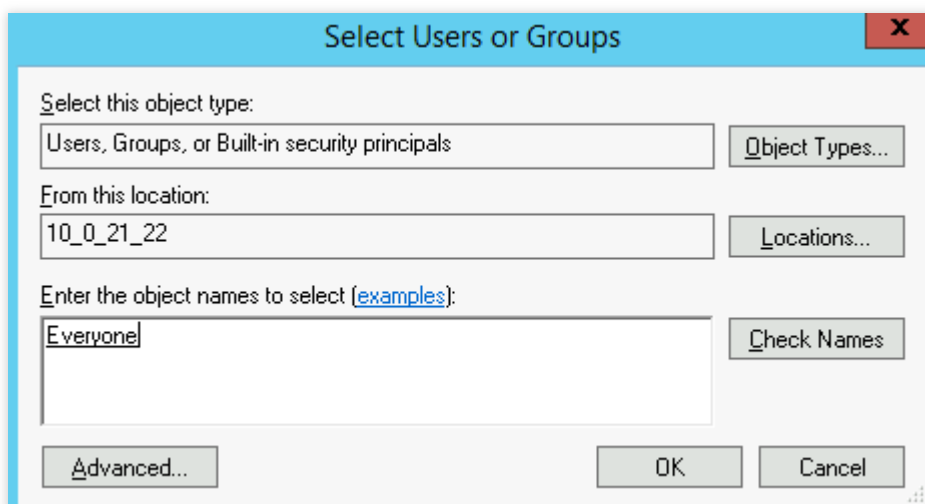 Select Users or Groups
x
Select this object type:
Users, Groups, or Built-in security principals
Object Types...
From this location:
10_0_21_22
Locations...
Enter the object names to select (examples):
Everyone
Check Names
Advanced...
OK
Cancel